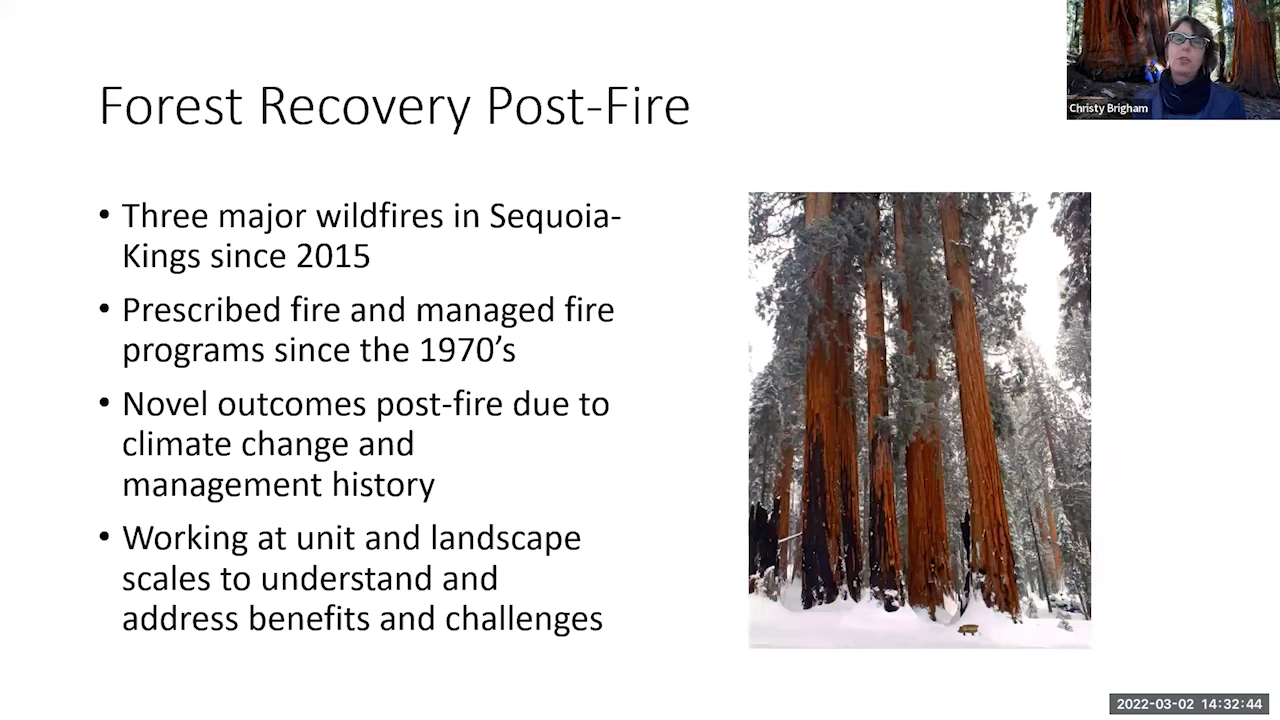 Christy Brigham
Forest Recovery Post-Fire
• Three major wildfires in Sequoia-
Kings since 2015
• Prescribed fire and managed fire
programs since the 1970’s
• Novel outcomes post-fire due to
climate change and
management history
• Working at unit and landscape
scales to understand and
address benefits and challenges
2022-03-02 14:32:44